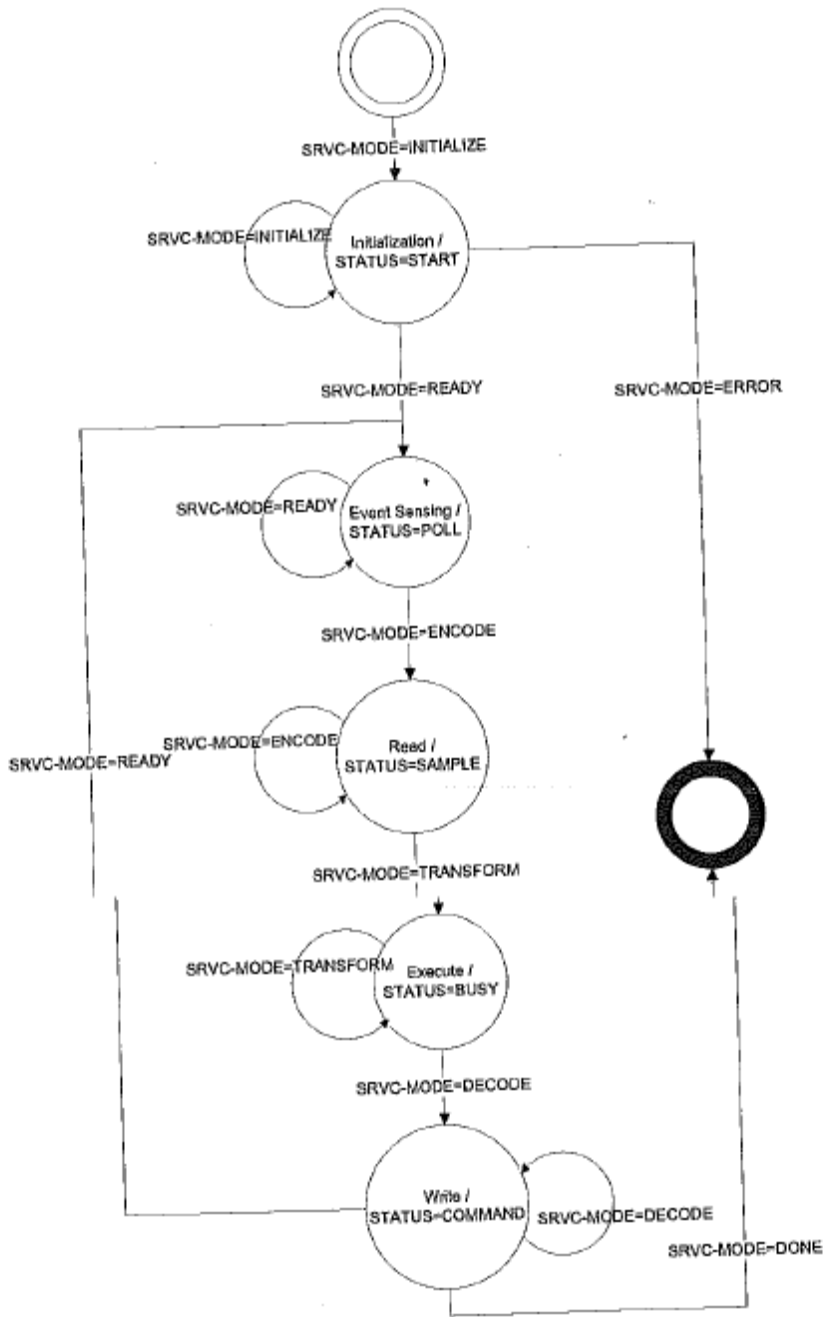 SRVC-MODE=INITIALIZE
SRVC-MODE=INITIALIZE
Initialization /
STATUS=START
SRVC-MODE=READY
SRVC-MODE=ERROR
SRVC-MODE=READY
Event Sensing /
STATUS=POLL
SRVC-MODE=ENCODE
SRVC-MODE=ENCODE
Read /
STATUS=SAMPLE
SRVC-MODE=READY
SRVC-MODE=TRANSFORM
SRVC-MODE=TRANSFORM
Execute /
STATUS=BUSY
SRVC-MODE=DECODE
Write /
STATUS=COMMAND
SRVC-MODE=DECODE
SRVC-MODE=DONE